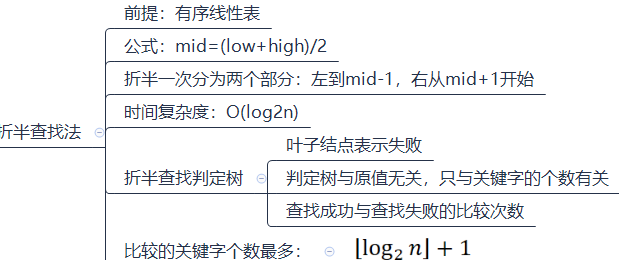 前提：有序线性表
公式：mid=(low+high)/2
折半一次分为两个部分：左到mid-1，右从mid+1开始
时间复杂度：O(log2n)
折半查找法
叶子结点表示失败
折半查找判定树
判定树与原值无关，只与关键字的个数有关
查找成功与查找失败的比较次数
比较的关键字个数最多： ⌊log₂ n⌋ + 1